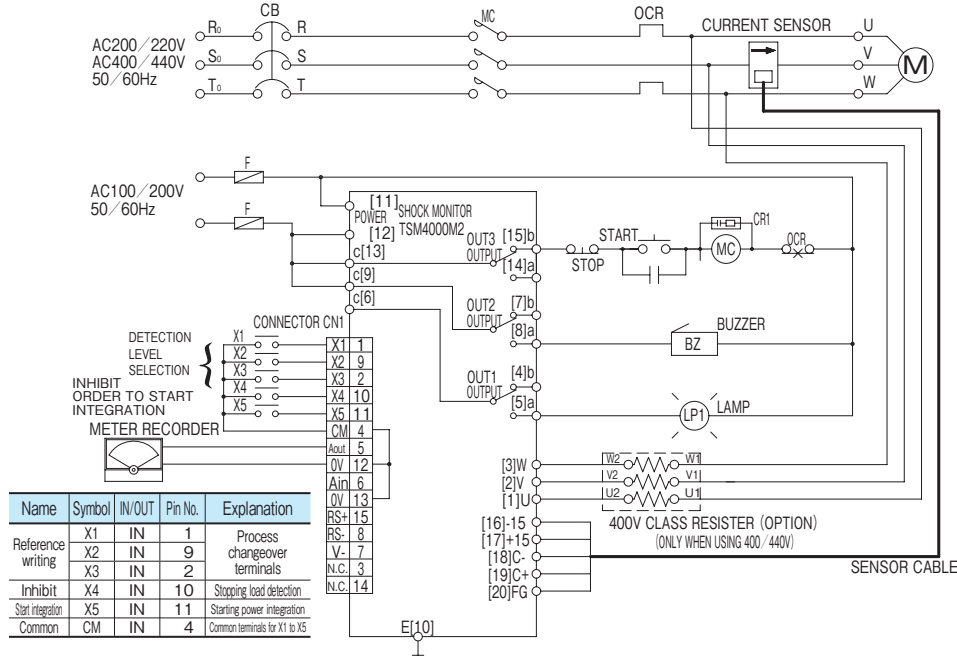 CB
MC
OCR
CURRENT SENSOR
AC200/220V
AC400/440V
50/60Hz
R₀
R
S₀
S
T₀
T
U
V
W
M
AC100/200V
50/60Hz
F
F
[11]
POWER
[12]
SHOCK MONITOR
TSM4000M2
c[13]
c[9]
c[6]
OUT3
OUTPUT
[15]b
[14]a
STOP
START
MC
CR1
OCR
OUT2
OUTPUT
[7]b
[8]a
BUZZER
BZ
OUT1
OUTPUT
[4]b
[5]a
LP1
LAMP
CONNECTOR CN1
DETECTION
LEVEL
SELECTION
INHIBIT
ORDER TO START
INTEGRATION
METER RECORDER
X1
X2
X3
X4
X5
X1 1
X2 9
X3 2
X4 10
X5 11
CM 4
Aout 5
0V 12
Ain 6
0V 13
RS+ 15
RS- 8
V- 7
N.C. 3
N.C. 14
[3]W
[2]V
[1]U
W2 W1
V2 V1
U2 U1
400V CLASS RESISTER (OPTION)
(ONLY WHEN USING 400/440V)
[16]-15
[17]+15
[18]C-
[19]C+
[20]FG
SENSOR CABLE
E[10]
Name Symbol IN/OUT Pin No. Explanation
Reference writing X1 IN 1 Process changeover terminals
X2 IN 9
X3 IN 2
Inhibit X4 IN 10 Stopping load detection
Start integration X5 IN 11 Starting power integration
Common CM IN 4 Common terminals for X1 to X5